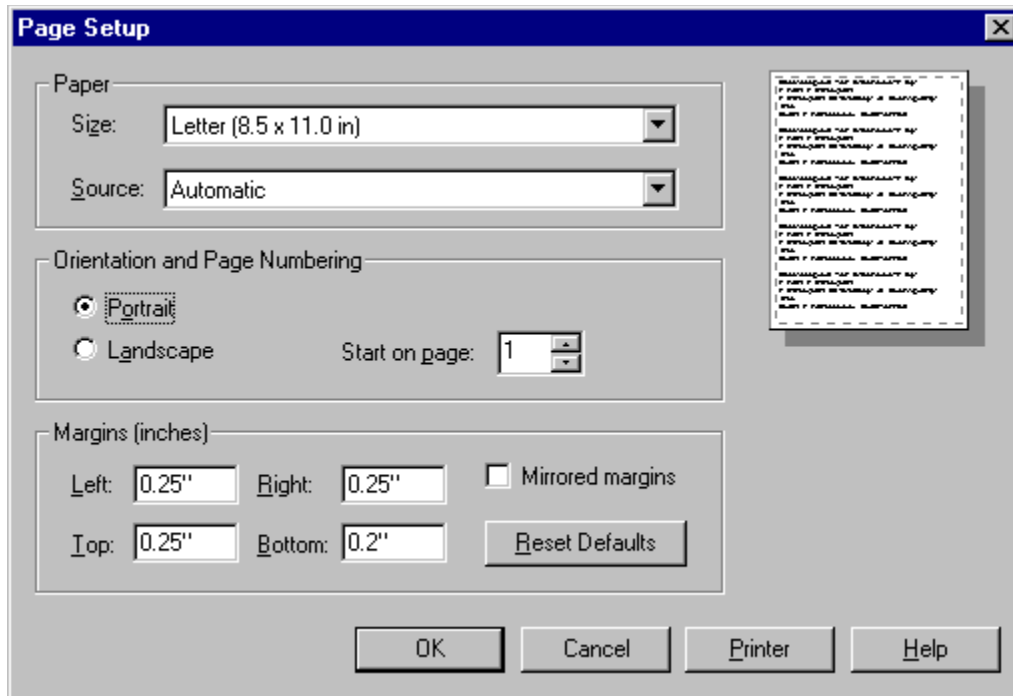 Page Setup
Paper
Size: Letter (8.5 x 11.0 in)
Source: Automatic
Orientation and Page Numbering
Portrait
Landscape Start on page: 1
Margins (inches)
Left: 0.25" Right: 0.25" Mirrored margins
Top: 0.25" Bottom: 0.2" Reset Defaults
OK Cancel Printer Help